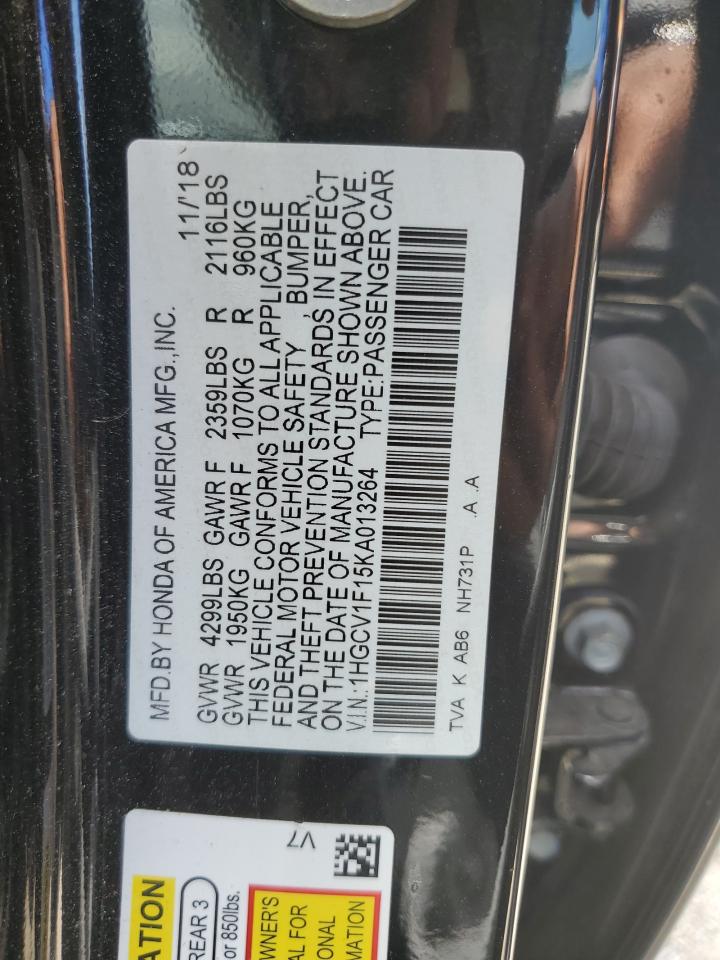 MFD.BY HONDA OF AMERICA MFG.,INC. 11/'18
GVWR 4299LBS GAWR F 2359LBS R 2116LBS
GVWR 1950KG GAWR F 1070KG R 960KG
THIS VEHICLE CONFORMS TO ALL APPLICABLE
FEDERAL MOTOR VEHICLE SAFETY, BUMPER,
AND THEFT PREVENTION STANDARDS, IN EFFECT
ON THE DATE OF MANUFACTURE SHOWN ABOVE.
V.I.N.:1HGCV1F15KA013264 TYPE:PASSENGER CAR
TVA K AB6 NH731P .A .A
V7
ATION
REAR 3
or 850lbs.
WNER'S
AL FOR
IONAL
MATION